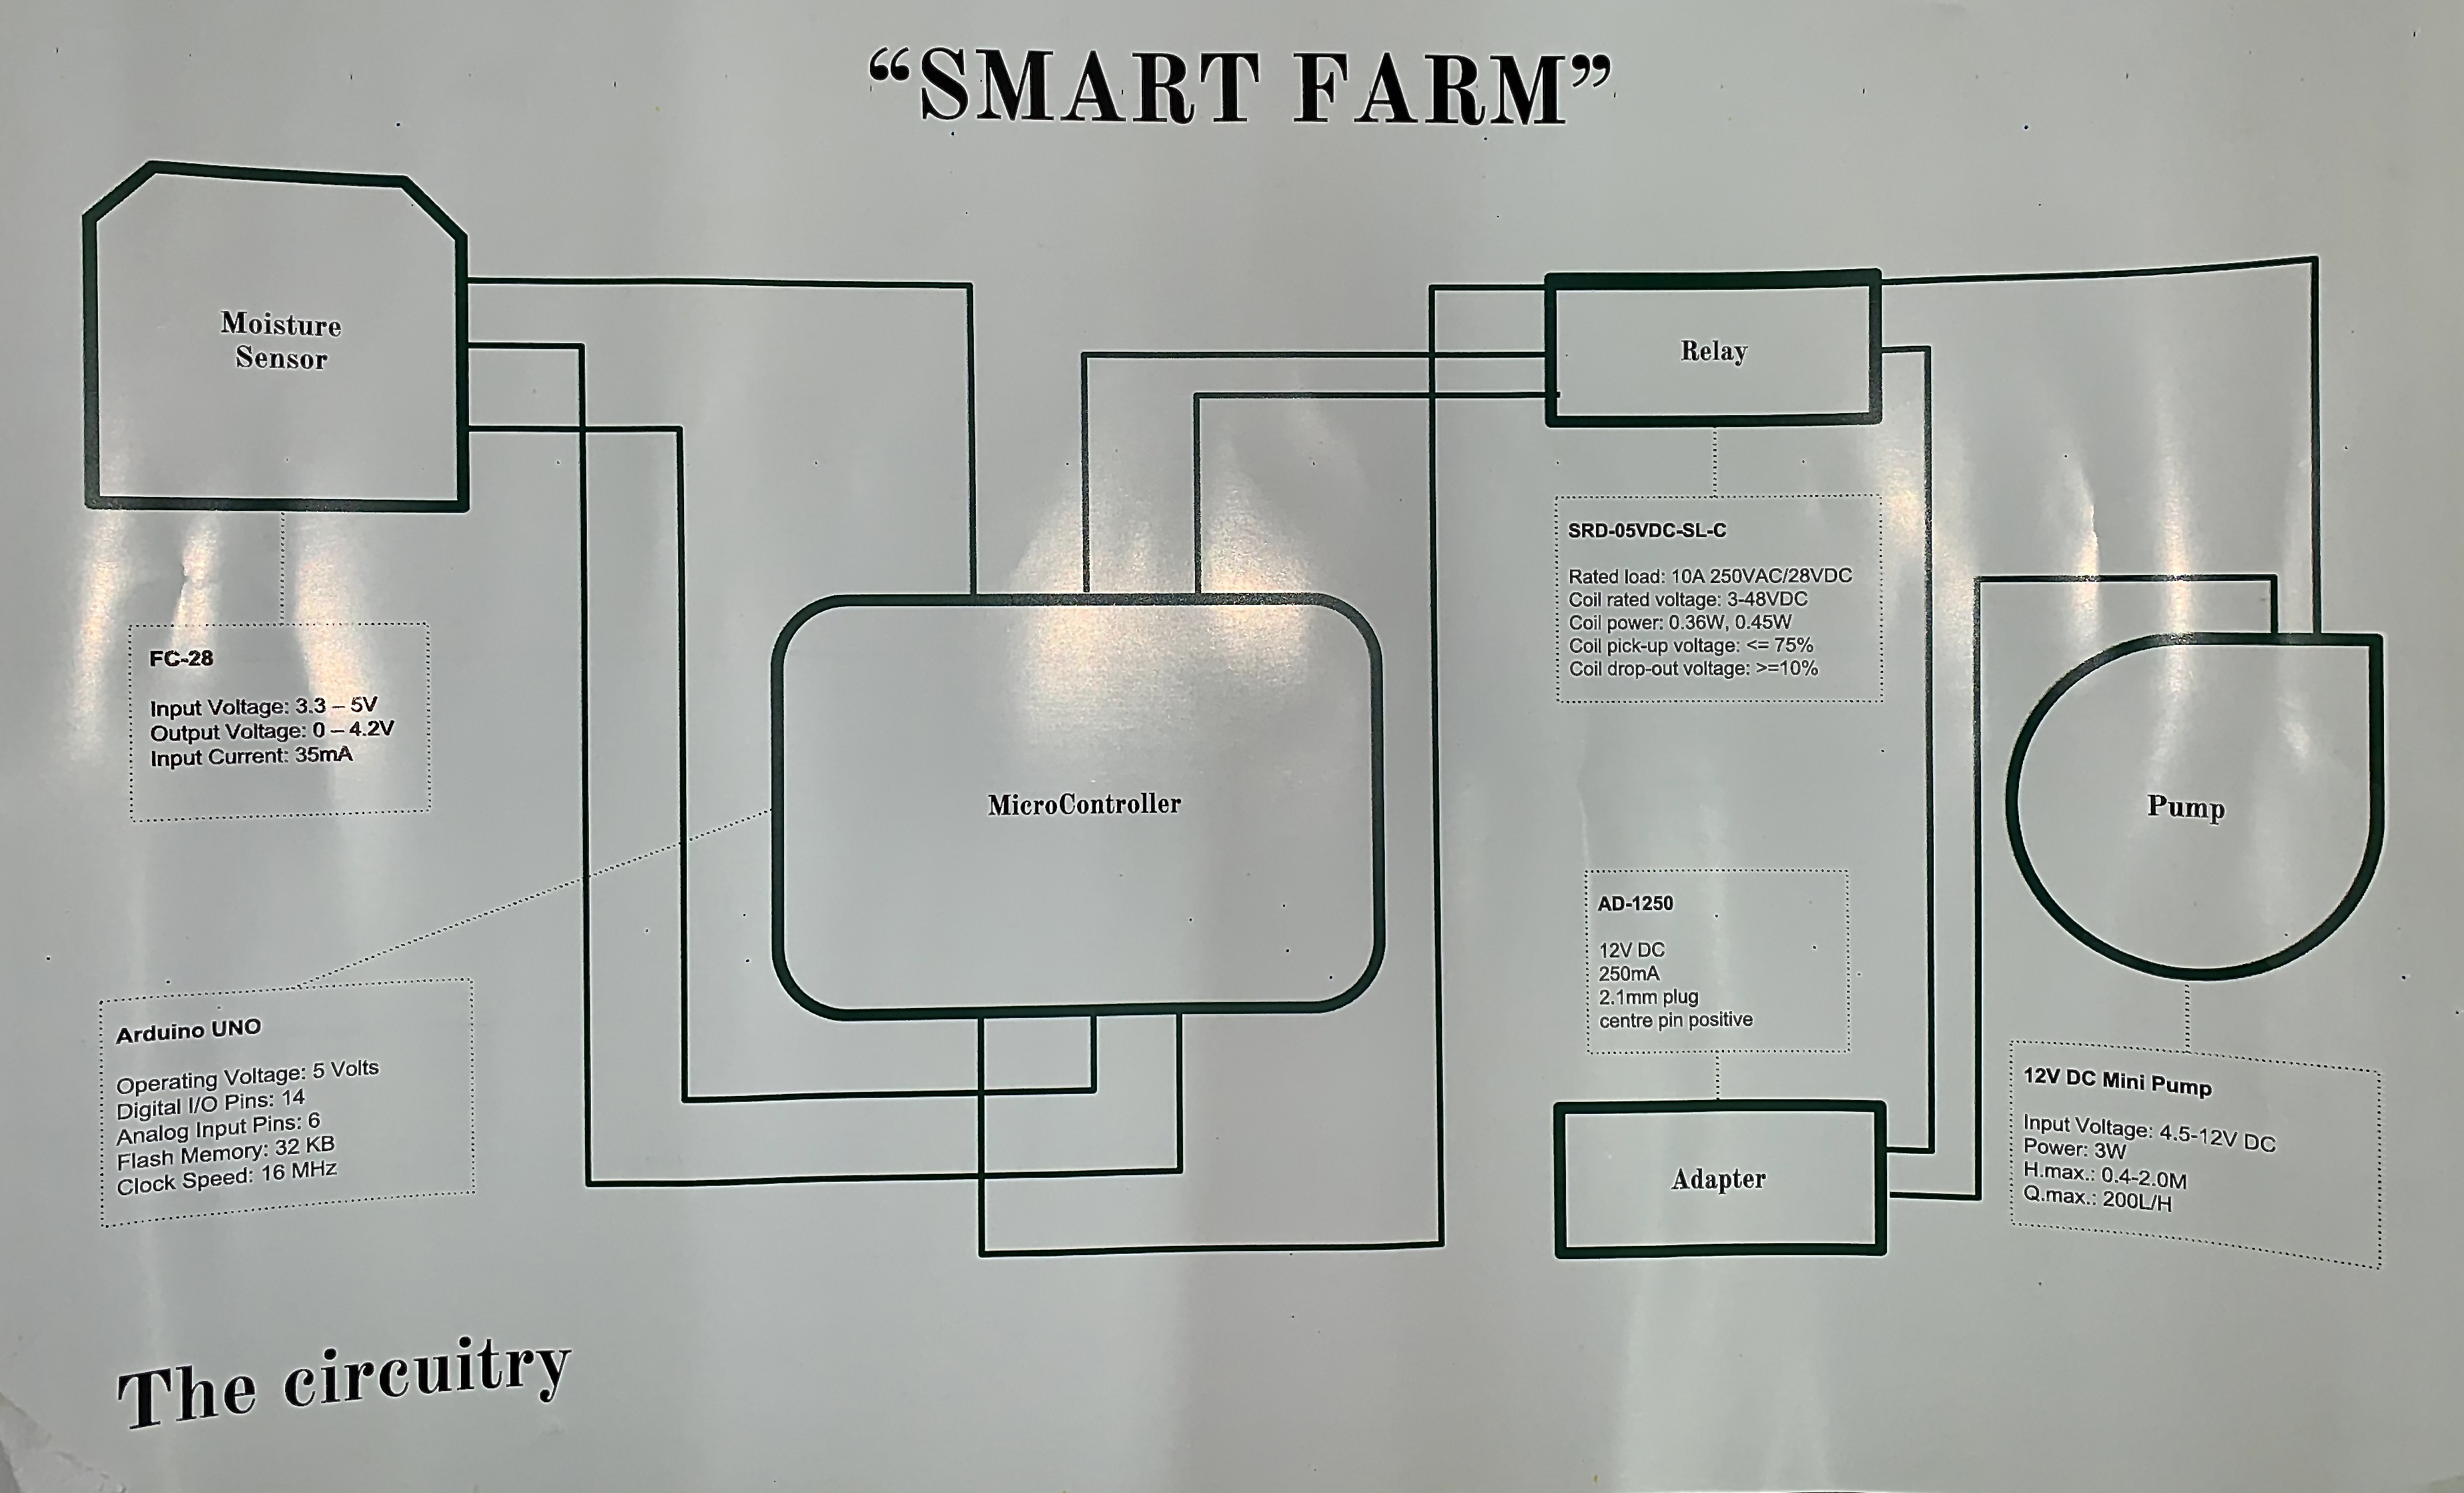 “SMART FARM”
Moisture
Sensor
Relay
SRD-05VDC-SL-C
Rated load: 10A 250VAC/28VDC
Coil rated voltage: 3-48VDC
Coil power: 0.36W, 0.45W
Coil pick-up voltage: <= 75%
Coil drop-out voltage: >=10%
FC-28
Input Voltage: 3.3 – 5V
Output Voltage: 0 – 4.2V
Input Current: 35mA
MicroController
Pump
AD-1250
12V DC
250mA
2.1mm plug
centre pin positive
Arduino UNO
Operating Voltage: 5 Volts
Digital I/O Pins: 14
Analog Input Pins: 6
Flash Memory: 32 KB
Clock Speed: 16 MHz
12V DC Mini Pump
Input Voltage: 4.5-12V DC
Power: 3W
H.max.: 0.4-2.0M
Q.max.: 200L/H
Adapter
The circuitry